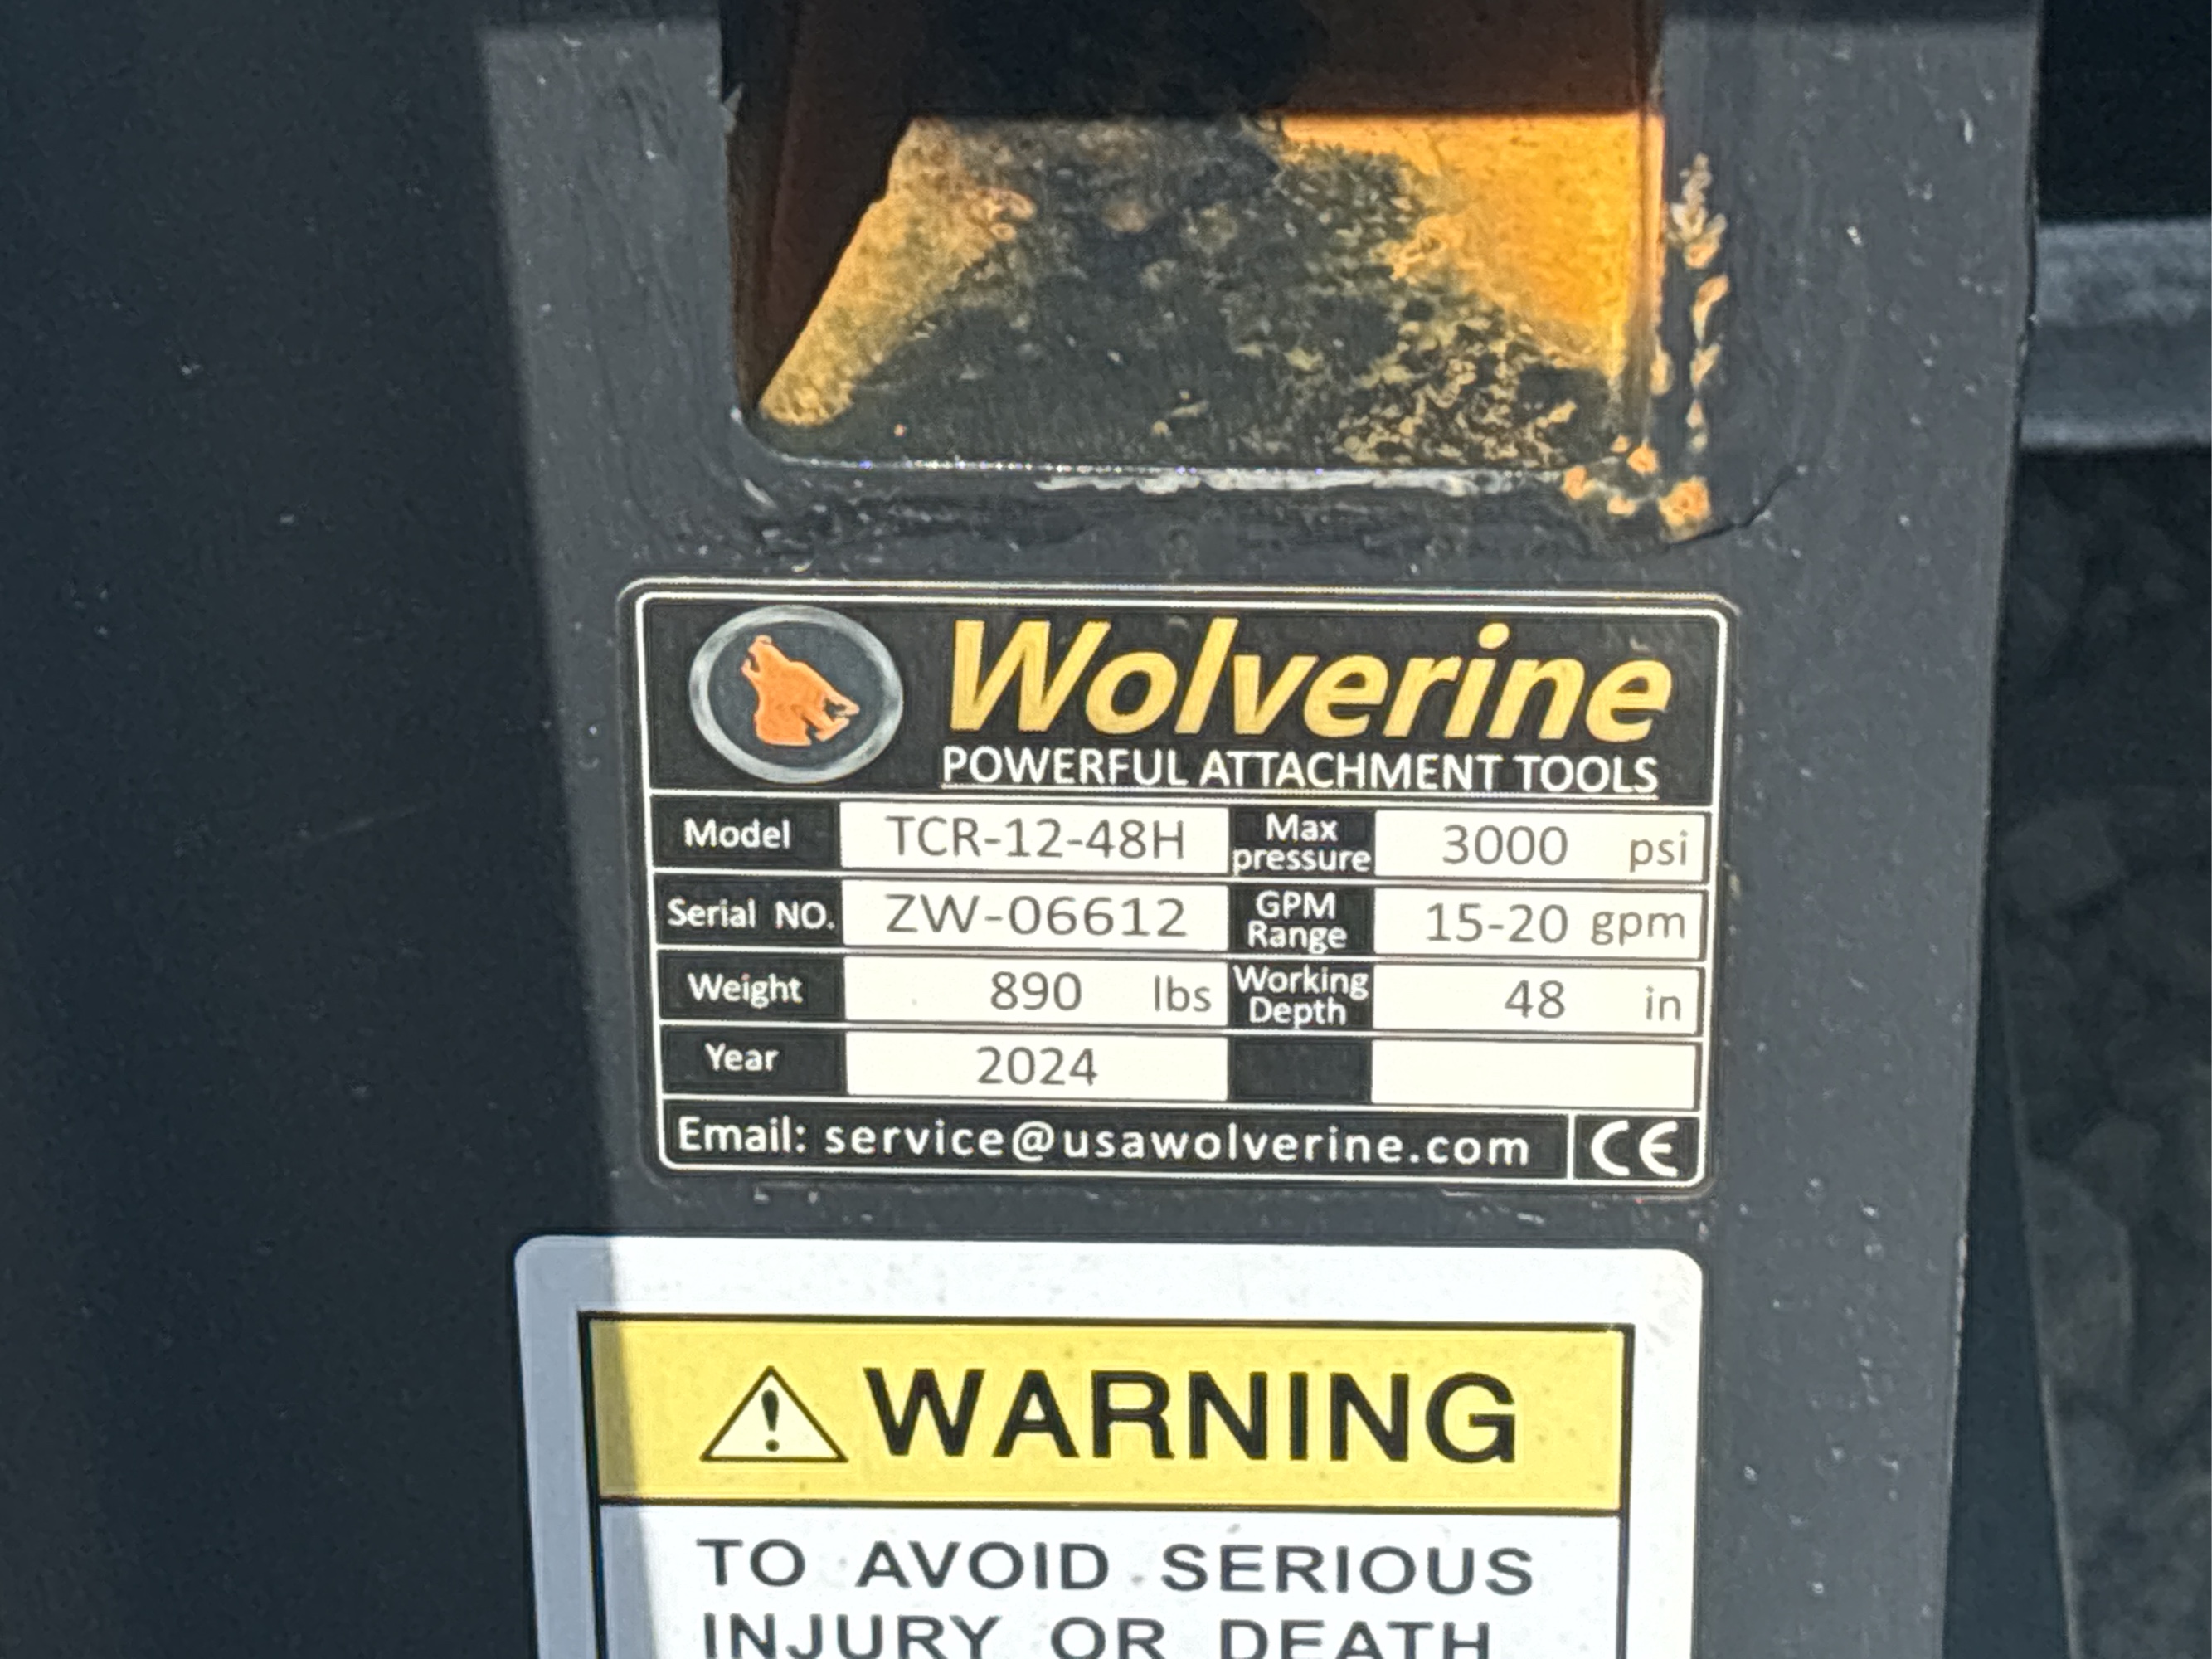 Wolverine
POWERFUL ATTACHMENT TOOLS
Model TCR-12-48H Max pressure 3000 psi
Serial NO. ZW-06612 GPM Range 15-20 gpm
Weight 890 lbs Working Depth 48 in
Year 2024
Email: service@usawolverine.com CE
WARNING
TO AVOID SERIOUS
INJURY OR DEATH